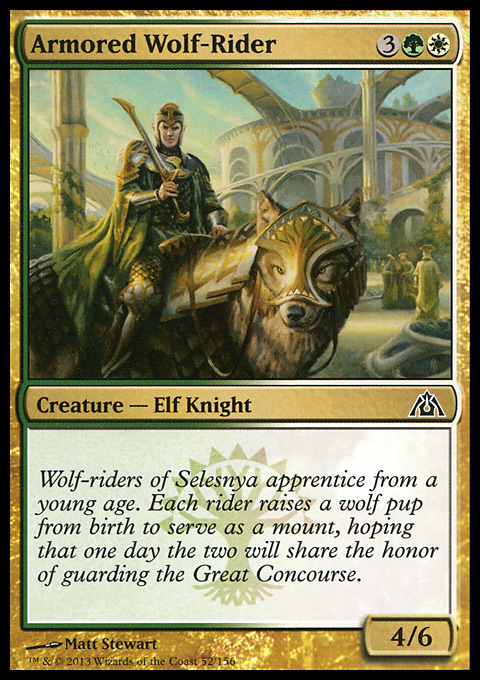 Armored Wolf-Rider 3
Creature — Elf Knight
Wolf-riders of Selesnya apprentice from a
young age. Each rider raises a wolf pup
from birth to serve as a mount, hoping
that one day the two will share the honor
of guarding the Great Concourse.
4/6
Matt Stewart
™ & © 2013 Wizards of the Coast 52/156